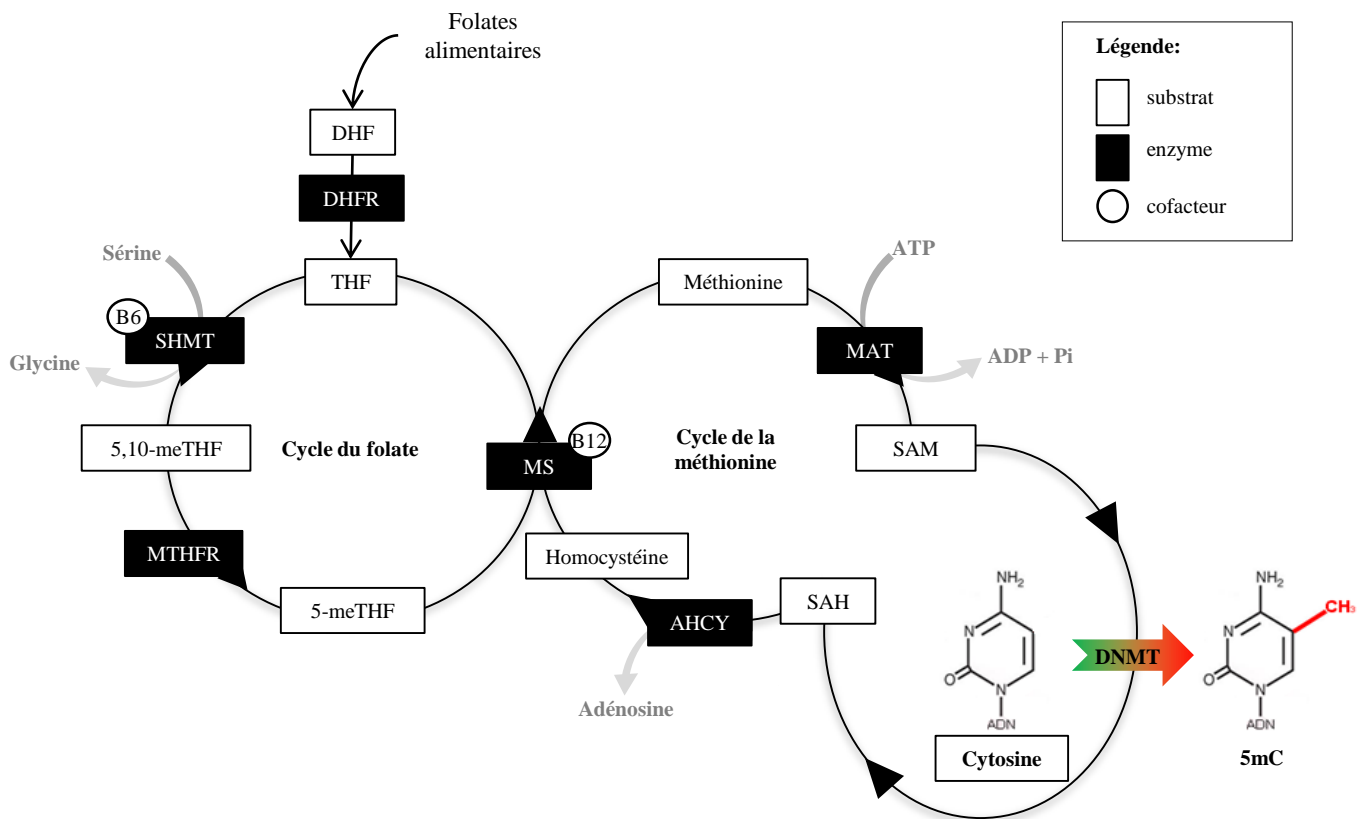 Folates
alimentaires
Légende:
substrat
enzyme
cofacteur
DHF
DHFR
THF
Sérine
B6
SHMT
Glycine
5,10-meTHF
Cycle du folate
MTHFR
5-meTHF
MS
B12
Méthionine
ATP
MAT
ADP + Pi
Cycle de la
méthionine
SAM
Homocystéine
AHCY
SAH
Adénosine
NH2
N
O
N
ADN
Cytosine
DNMT
NH2
CH3
N
O
N
ADN
5mC